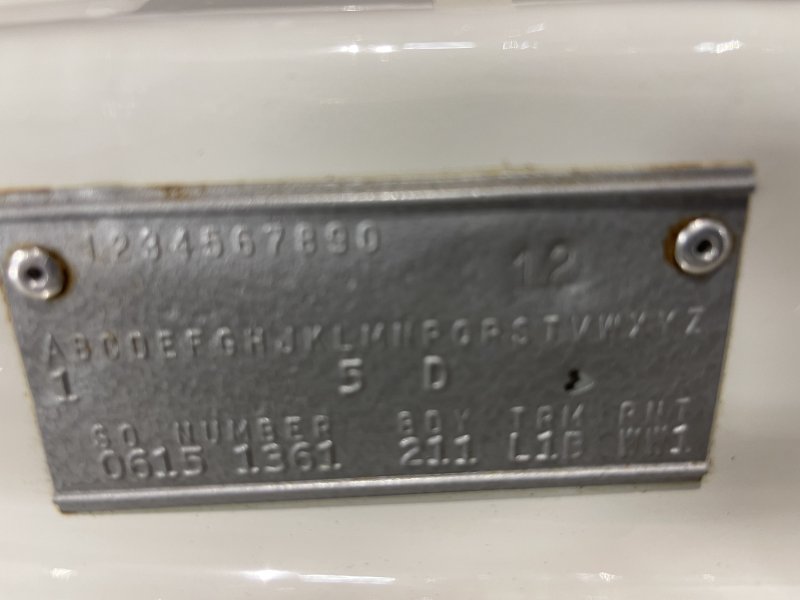 1234567890
12
ABCDEFGHJKLMNPQRSTVWXYZ
1 5 D
SO NUMBER BDY TRM PNT
0615 1361 211 L1B WW1